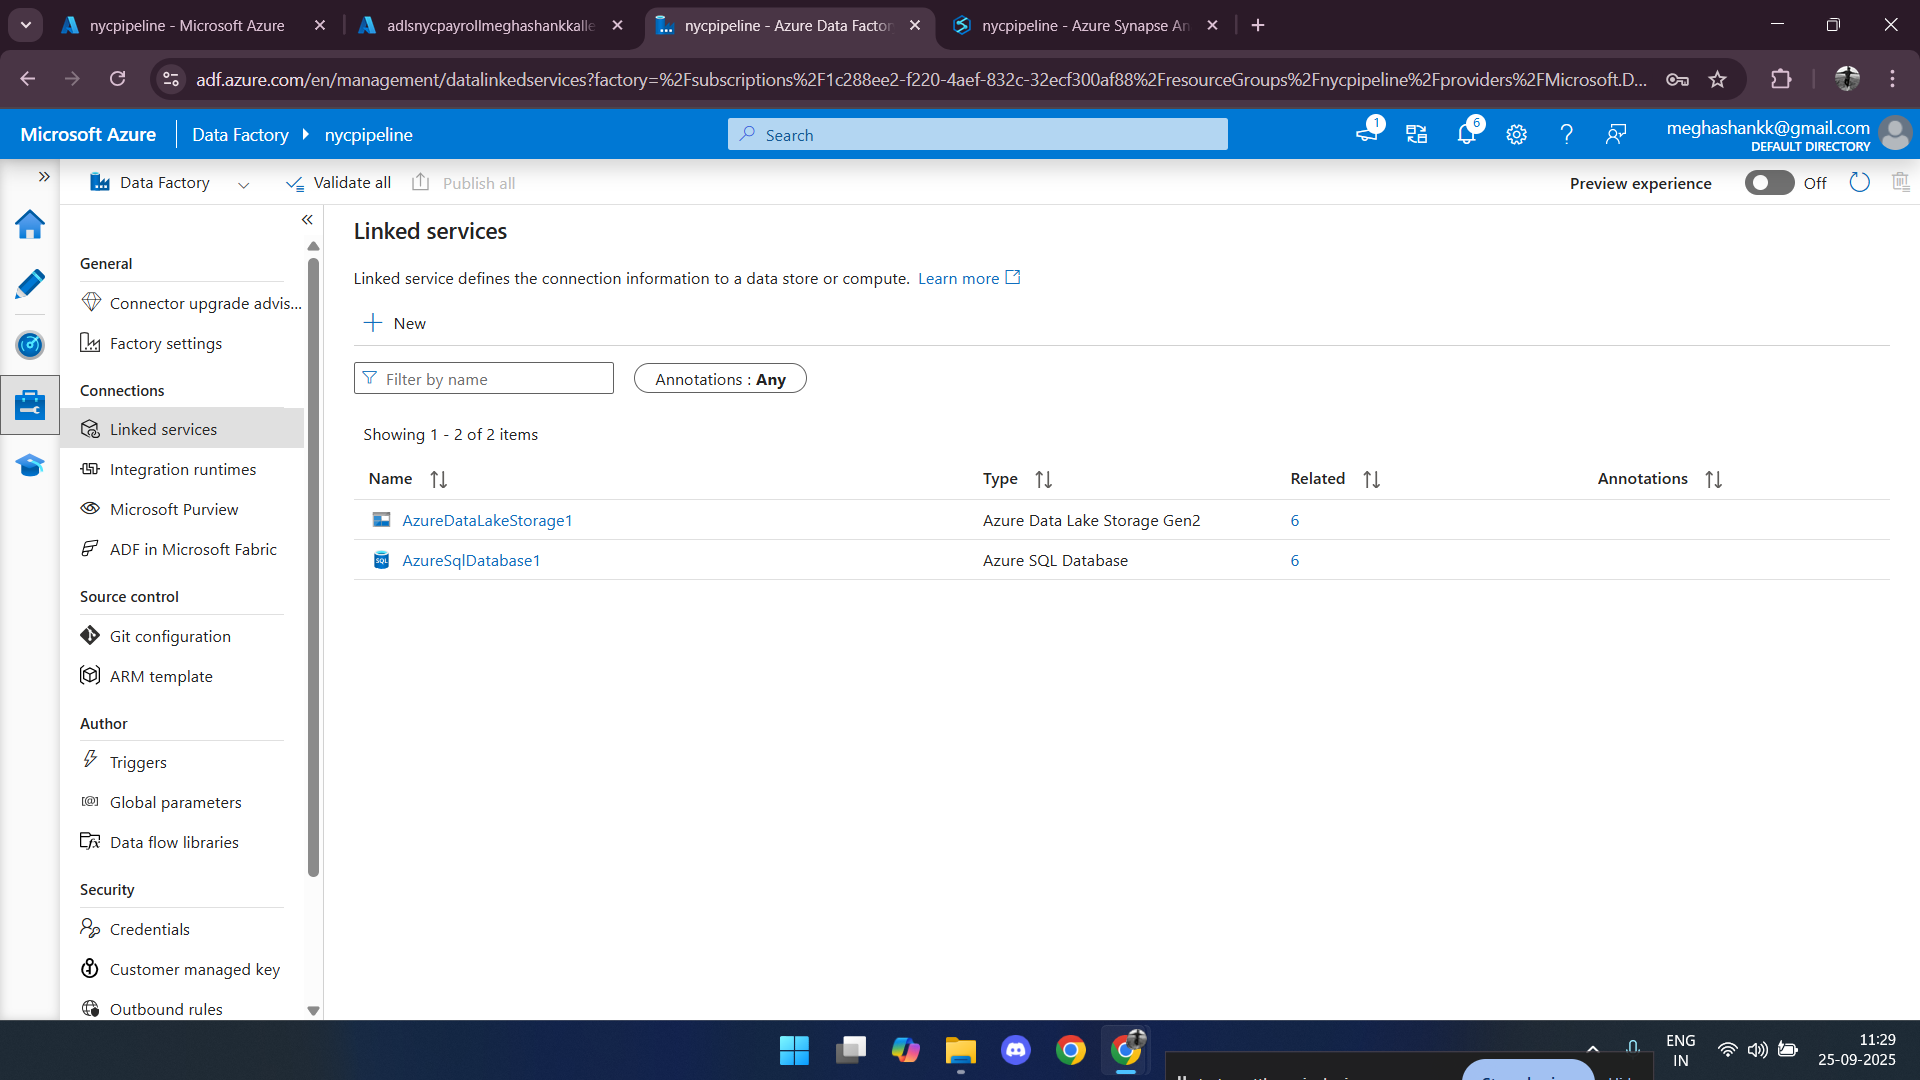 nycpipeline - Microsoft Azure
adlsnycpayrollmeghashankkalle
nycpipeline - Azure Data Factor
nycpipeline - Azure Synapse An
adf.azure.com/en/management/datalinkedservices?factory=%2Fsubscriptions%2F1c288ee2-f220-4aef-832c-32ecf300af88%2FresourceGroups%2Fnycpipeline%2Fproviders%2FMicrosoft.D...
Microsoft Azure
Data Factory
nycpipeline
Search
1
6
meghashankk@gmail.com
DEFAULT DIRECTORY
Data Factory
Validate all
Publish all
Preview experience
Off
General
Connector upgrade advis...
Factory settings
Connections
Linked services
Integration runtimes
Microsoft Purview
ADF in Microsoft Fabric
Source control
Git configuration
ARM template
Author
Triggers
Global parameters
Data flow libraries
Security
Credentials
Customer managed key
Outbound rules
Linked services
Linked service defines the connection information to a data store or compute. Learn more
New
Filter by name
Annotations : Any
Showing 1 - 2 of 2 items
Name Type Related Annotations
AzureDataLakeStorage1 Azure Data Lake Storage Gen2 6
AzureSqlDatabase1 Azure SQL Database 6
ENG
IN
11:29
25-09-2025